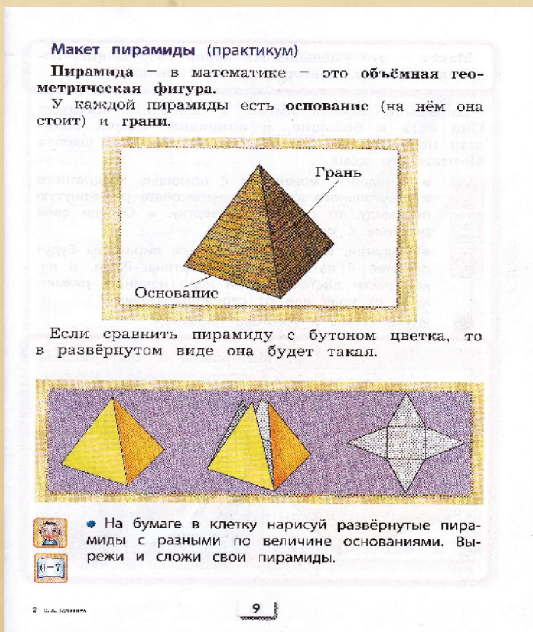 Макет пирамиды (практикум)
Пирамида – в математике – это объёмная гео-
метрическая фигура.
У каждой пирамиды есть основание (на нём она
стоит) и грани.
Грань
Основание
Если сравнить пирамиду с бутоном цветка, то
в развёрнутом виде она будет такая.
• На бумаге в клетку нарисуй развёрнутые пира-
миды с разными по величине основаниями. Вы-
режи и сложи свои пирамиды.
2
9